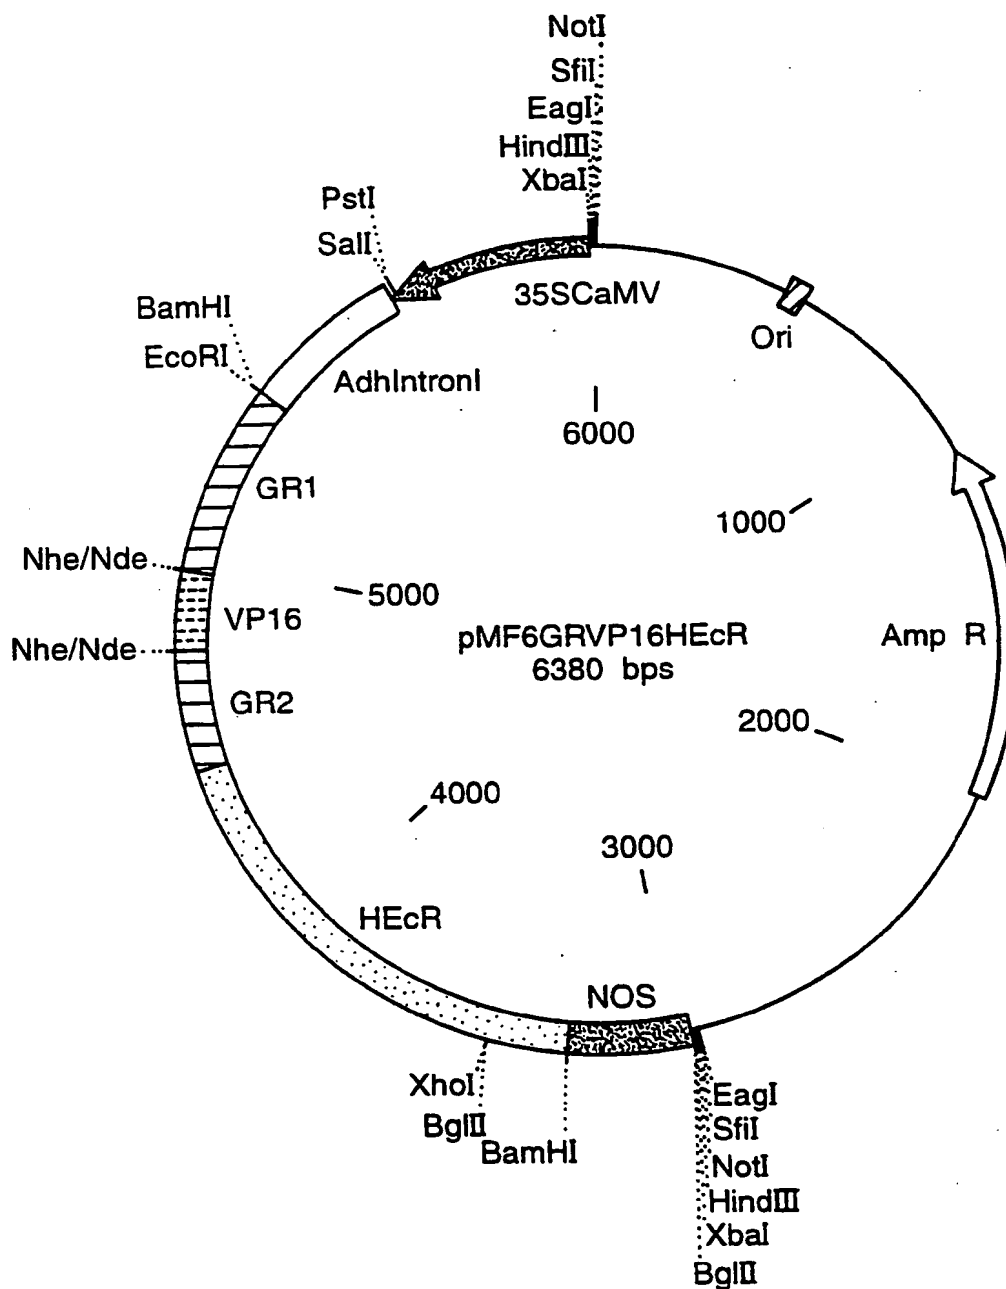 NotI
SfiI
EagI
HindIII
XbaI
PstI
SalI
35SCaMV
BamHI
Ori
EcoRI
AdhIntronI
6000
GR1
1000
Nhe/Nde
5000
VP16
pMF6GRVP16HEcR
Amp R
Nhe/Nde
6380 bps
GR2
2000
4000
3000
HEcR
NOS
XhoI
EagI
BglII
SfiI
BamHI
NotI
HindIII
XbaI
BglII